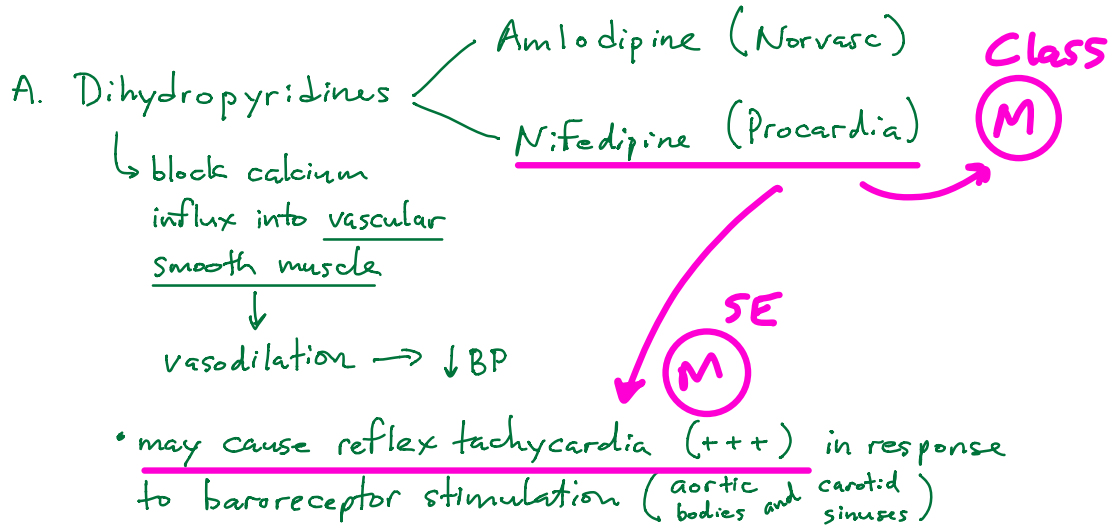 Amlodipine (Norvasc)
Class
M
A. Dihydropyridines
Nifedipine (Procardia)
↳ block calcium
influx into vascular
smooth muscle
↓
vasodilation → ↓ BP
SE
M
• may cause reflex tachycardia (+++) in response
to baroreceptor stimulation (aortic bodies and carotid sinuses)